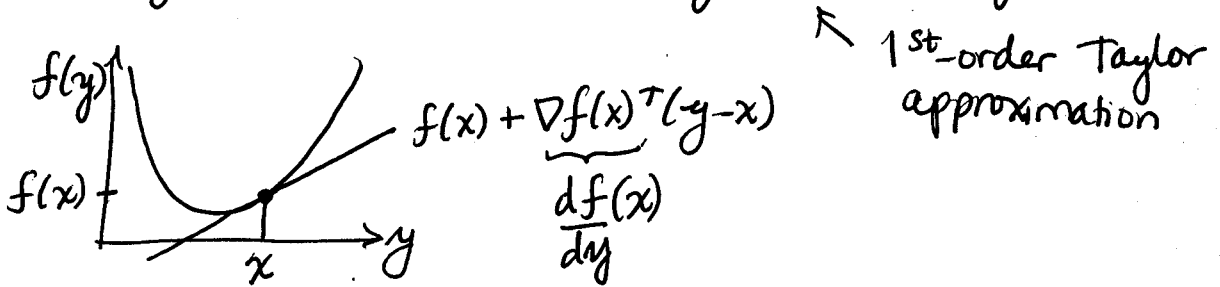 1st-order Taylor
approximation
f(y)
f(x) + ∇f(x)ᵀ(y-x)
f(x)
df/dy (x)
x
y